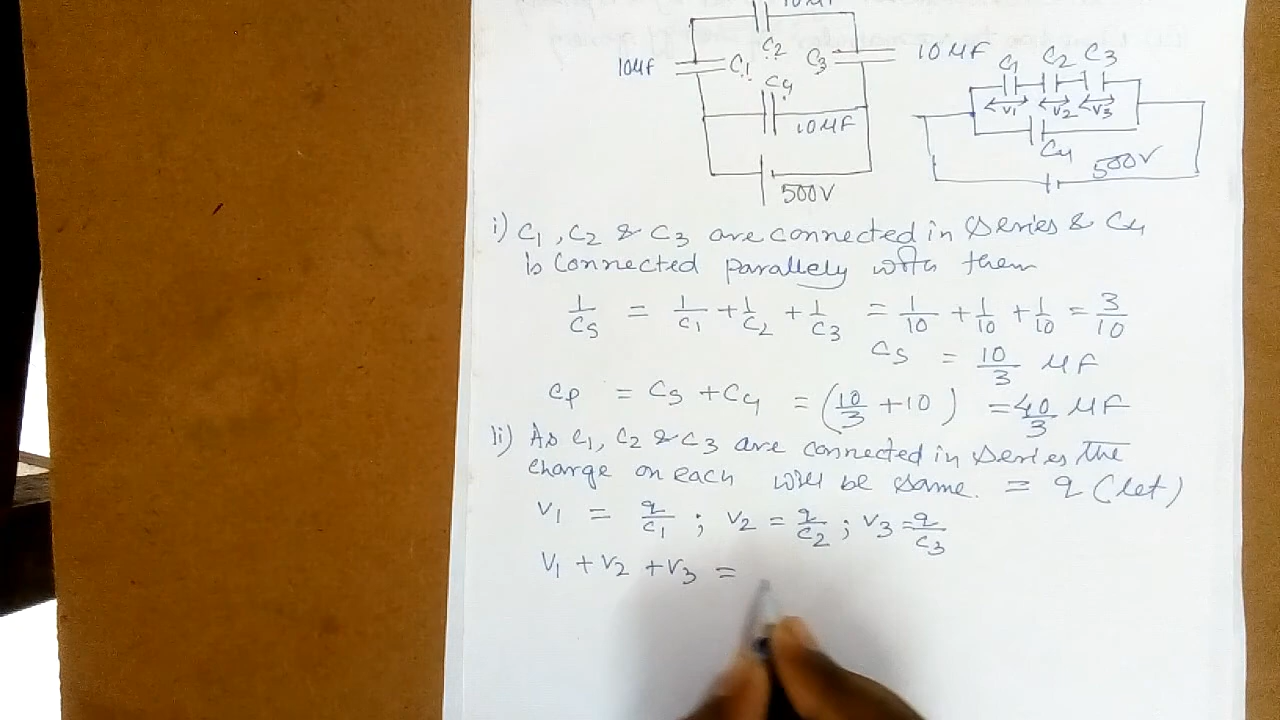 10μF
C2
10μF
C1
C3
10μF
C4
10μF
500V
C1 C2 C3
V1 V2 V3
C4
500V
i) C1, C2 & C3 are connected in series & C4
is connected parallely with them
1/Cs = 1/C1 + 1/C2 + 1/C3 = 1/10 + 1/10 + 1/10 = 3/10
Cs = 10/3 μF
Cp = Cs + C4 = (10/3 + 10) = 40/3 μF
ii) As C1, C2 & C3 are connected in series the
charge on each will be same. = q (let)
V1 = q/C1 ; V2 = q/C2 ; V3 = q/C3
V1 + V2 + V3 =